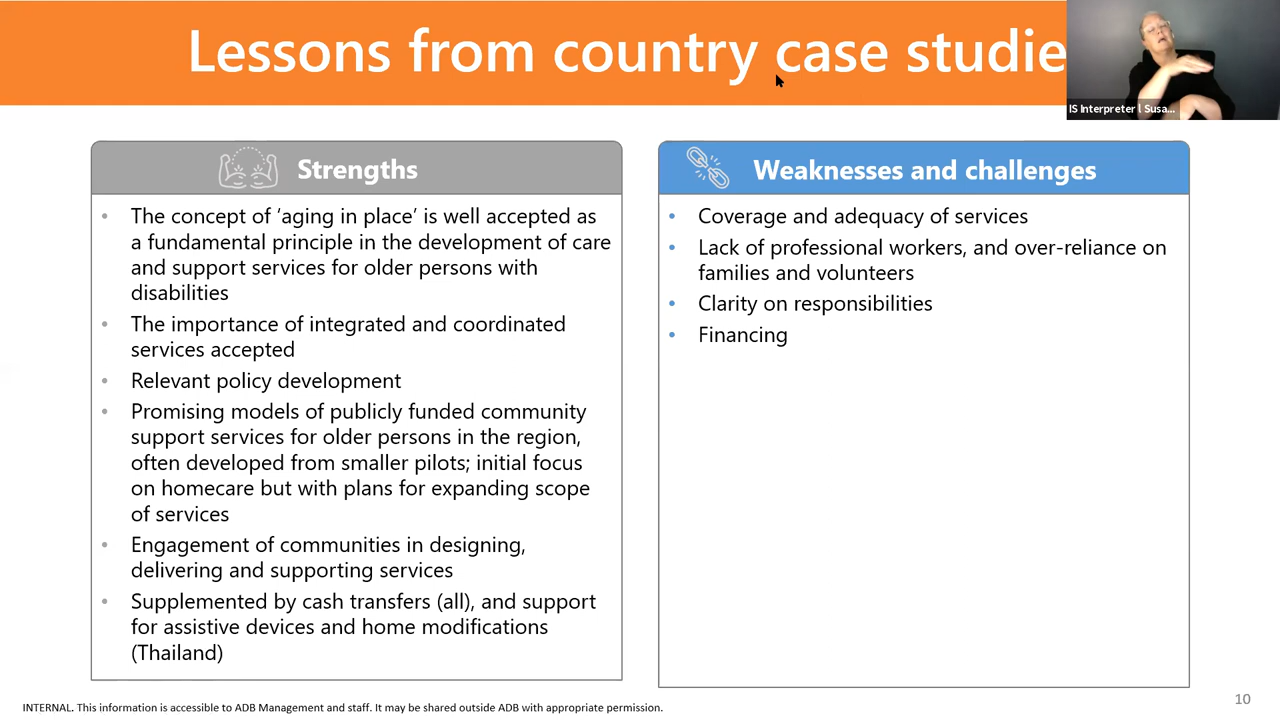 Lessons from country case studie
IS Interpreter l Susa...
Strengths
• The concept of ‘aging in place’ is well accepted as
a fundamental principle in the development of care
and support services for older persons with
disabilities
• The importance of integrated and coordinated
services accepted
• Relevant policy development
• Promising models of publicly funded community
support services for older persons in the region,
often developed from smaller pilots; initial focus
on homecare but with plans for expanding scope
of services
• Engagement of communities in designing,
delivering and supporting services
• Supplemented by cash transfers (all), and support
for assistive devices and home modifications
(Thailand)
Weaknesses and challenges
• Coverage and adequacy of services
• Lack of professional workers, and over-reliance on
families and volunteers
• Clarity on responsibilities
• Financing
INTERNAL. This information is accessible to ADB Management and staff. It may be shared outside ADB with appropriate permission.
10